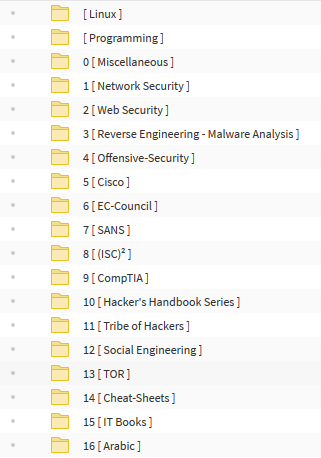 [ Linux ]
[ Programming ]
0 [ Miscellaneous ]
1 [ Network Security ]
2 [ Web Security ]
3 [ Reverse Engineering - Malware Analysis ]
4 [ Offensive-Security ]
5 [ Cisco ]
6 [ EC-Council ]
7 [ SANS ]
8 [ (ISC)² ]
9 [ CompTIA ]
10 [ Hacker's Handbook Series ]
11 [ Tribe of Hackers ]
12 [ Social Engineering ]
13 [ TOR ]
14 [ Cheat-Sheets ]
15 [ IT Books ]
16 [ Arabic ]